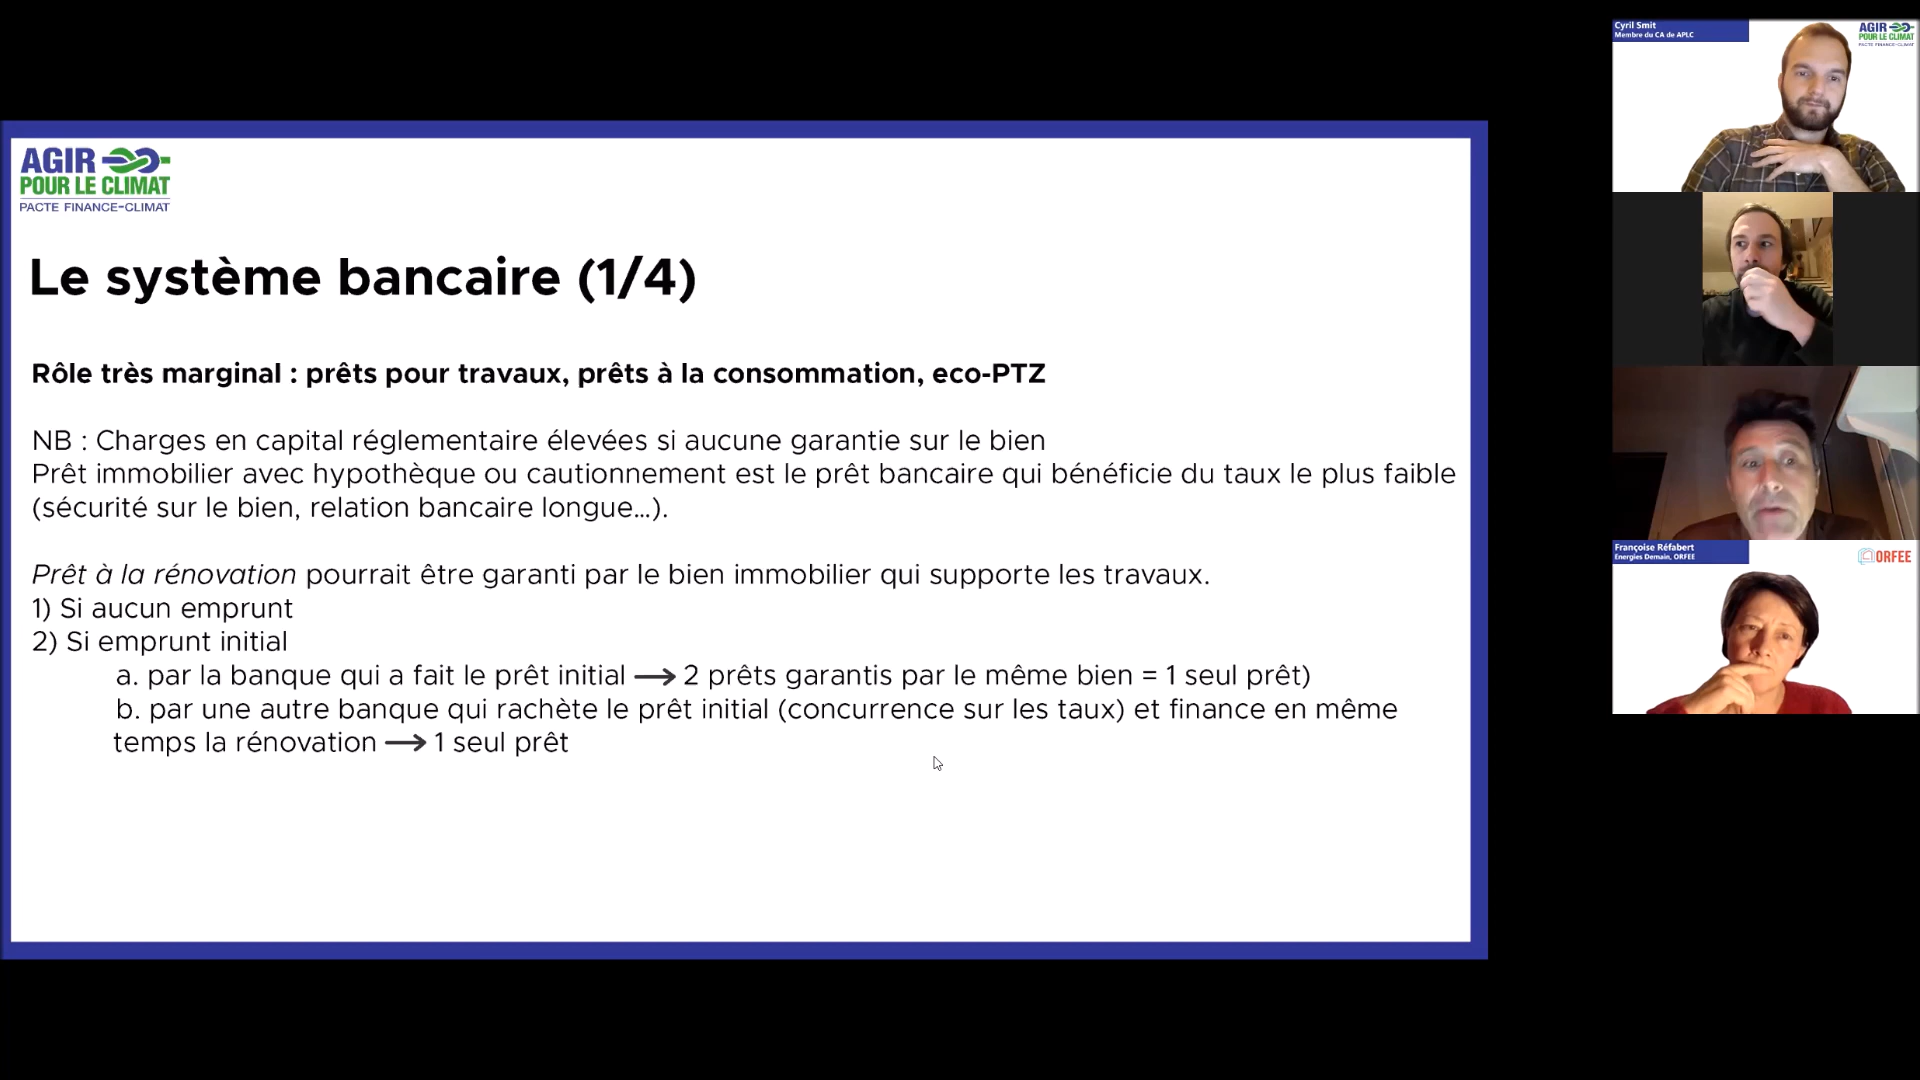 AGIR
POUR LE CLIMAT
PACTE FINANCE-CLIMAT
Le système bancaire (1/4)
Rôle très marginal : prêts pour travaux, prêts à la consommation, eco-PTZ
NB : Charges en capital réglementaire élevées si aucune garantie sur le bien
Prêt immobilier avec hypothèque ou cautionnement est le prêt bancaire qui bénéficie du taux le plus faible
(sécurité sur le bien, relation bancaire longue...).
Prêt à la rénovation pourrait être garanti par le bien immobilier qui supporte les travaux.
1) Si aucun emprunt
2) Si emprunt initial
a. par la banque qui a fait le prêt initial → 2 prêts garantis par le même bien = 1 seul prêt)
b. par une autre banque qui rachète le prêt initial (concurrence sur les taux) et finance en même
temps la rénovation → 1 seul prêt
Cyril Smit
Membre du CA de APLC
AGIR
POUR LE CLIMAT
PACTE FINANCE-CLIMAT
Françoise Réfabert
Energies Demain, ORFEE
ORFEE